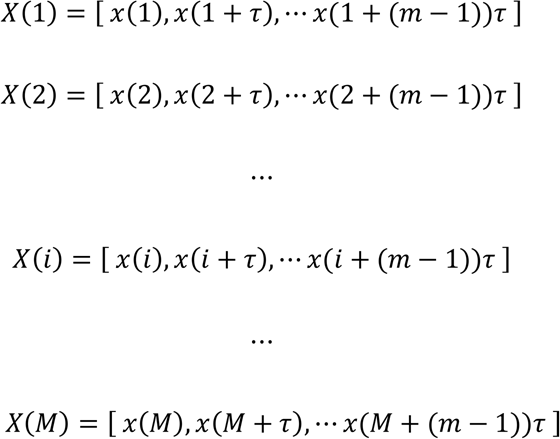 X(1) = [ x(1), x(1 + τ), ⋯ x(1 + (m − 1))τ ]
X(2) = [ x(2), x(2 + τ), ⋯ x(2 + (m − 1))τ ]
⋯
X(i) = [ x(i), x(i + τ), ⋯ x(i + (m − 1))τ ]
⋯
X(M) = [ x(M), x(M + τ), ⋯ x(M + (m − 1))τ ]